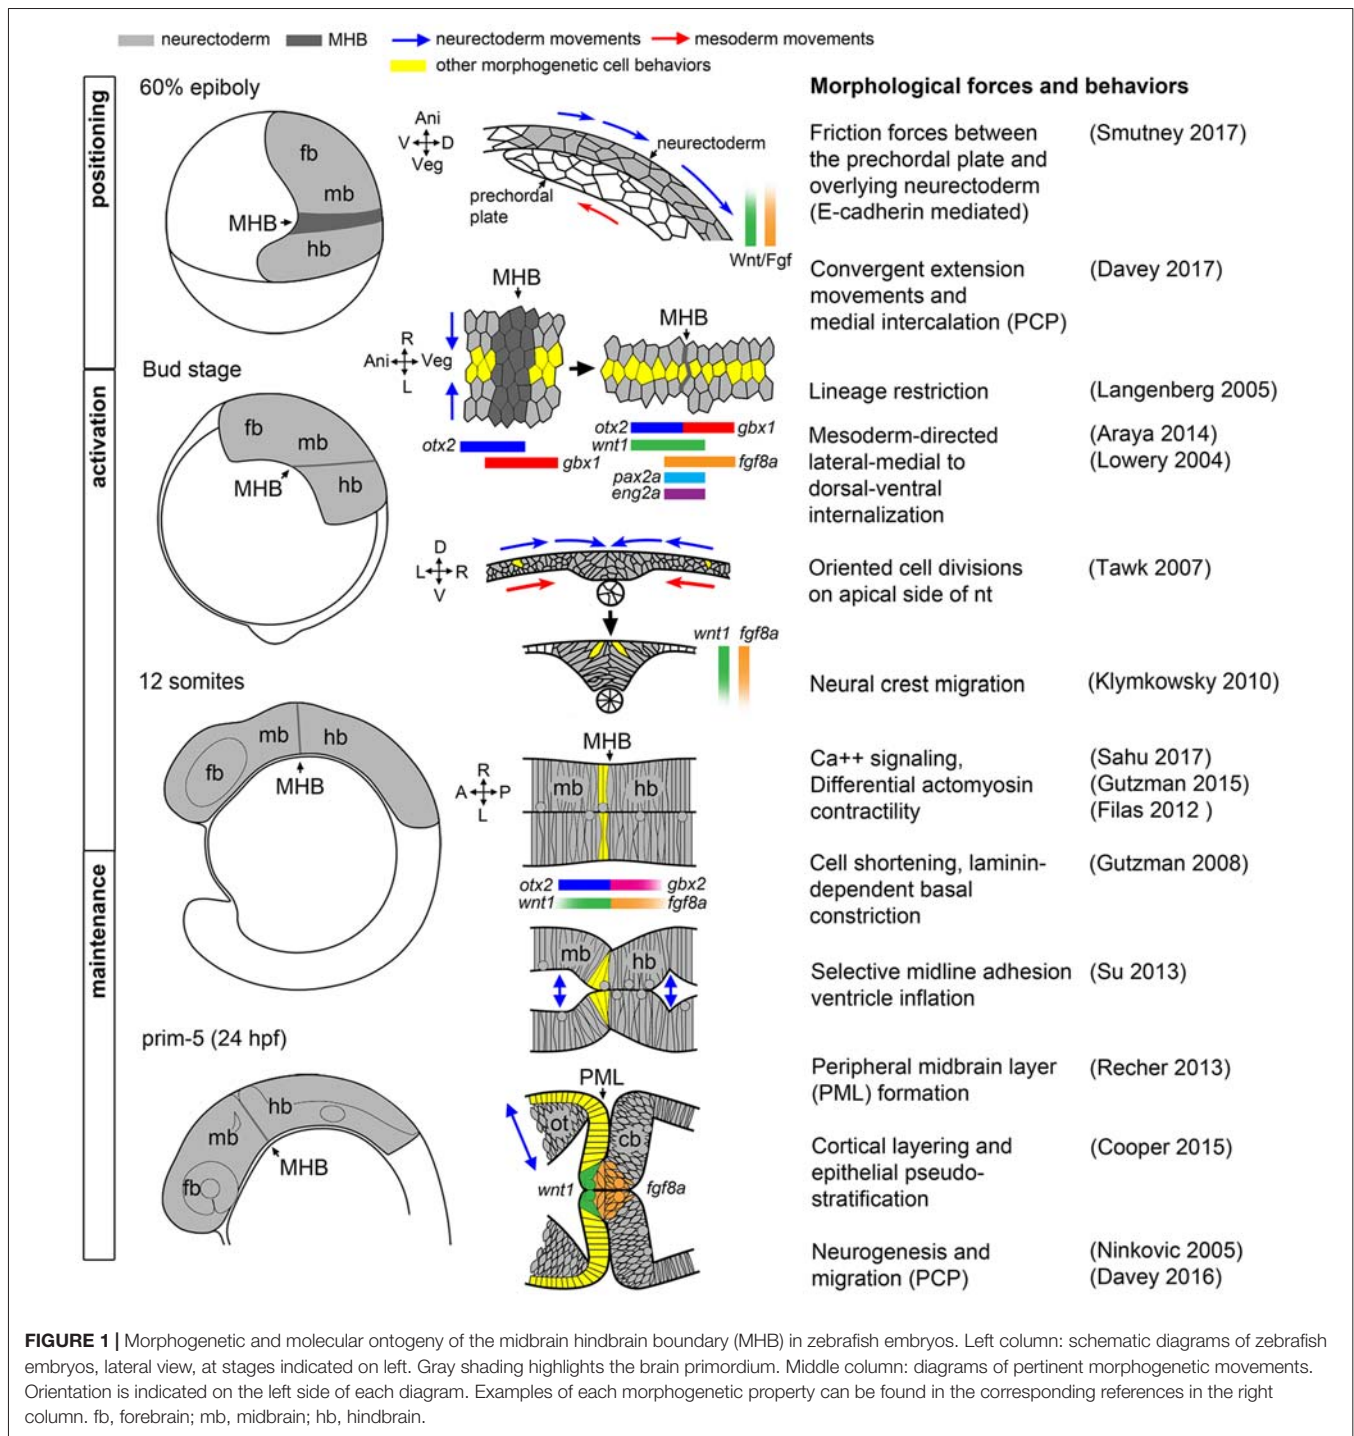 neurectoderm MHB neurectoderm movements mesoderm movements
other morphogenetic cell behaviors
positioning
activation
maintenance
60% epiboly
fb
mb
MHB
hb
Bud stage
fb
mb
MHB
hb
12 somites
mb
hb
fb
MHB
prim-5 (24 hpf)
hb
mb
MHB
fb
Ani
V D
Veg
neurectoderm
prechordal
plate
Wnt/Fgf
MHB
MHB
R
Ani Veg
L
otx2
gbx1
otx2 gbx1
wnt1
fgf8a
pax2a
eng2a
D
L R
V
wnt1 fgf8a
MHB
R
A P
L
mb hb
otx2 gbx2
wnt1 fgf8a
mb hb
PML
ot
cb
wnt1 fgf8a
Morphological forces and behaviors
Friction forces between (Smutney 2017)
the prechordal plate and
overlying neurectoderm
(E-cadherin mediated)
Convergent extension (Davey 2017)
movements and
medial intercalation (PCP)
Lineage restriction (Langenberg 2005)
Mesoderm-directed (Araya 2014)
lateral-medial to (Lowery 2004)
dorsal-ventral
internalization
Oriented cell divisions (Tawk 2007)
on apical side of nt
Neural crest migration (Klymkowsky 2010)
Ca++ signaling, (Sahu 2017)
Differential actomyosin (Gutzman 2015)
contractility (Filas 2012 )
Cell shortening, laminin- (Gutzman 2008)
dependent basal
constriction
Selective midline adhesion (Su 2013)
ventricle inflation
Peripheral midbrain layer (Recher 2013)
(PML) formation
Cortical layering and (Cooper 2015)
epithelial pseudo-
stratification
Neurogenesis and (Ninkovic 2005)
migration (PCP) (Davey 2016)
FIGURE 1 | Morphogenetic and molecular ontogeny of the midbrain hindbrain boundary (MHB) in zebrafish embryos. Left column: schematic diagrams of zebrafish
embryos, lateral view, at stages indicated on left. Gray shading highlights the brain primordium. Middle column: diagrams of pertinent morphogenetic movements.
Orientation is indicated on the left side of each diagram. Examples of each morphogenetic property can be found in the corresponding references in the right
column. fb, forebrain; mb, midbrain; hb, hindbrain.